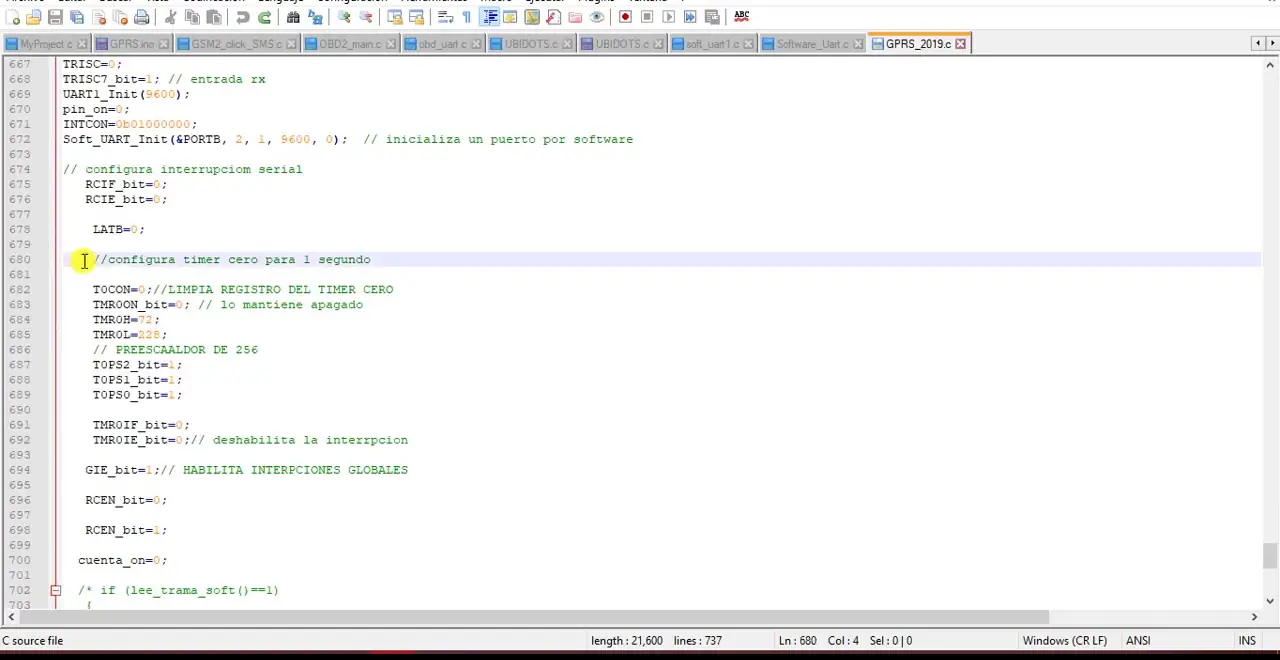 MyProject.c GPRS.ino GSM2_click_SMS.c OBD2_main.c obd_uart.c UBIDOTS.c UBIDOTS.c soft_uart1.c Software_Uart.c GPRS_2019.c
667 TRISC=0;
668 TRISC7_bit=1; // entrada rx
669 UART1_Init(9600);
670 pin_on=0;
671 INTCON=0b01000000;
672 Soft_UART_Init(&PORTB, 2, 1, 9600, 0); // inicializa un puerto por software
673
674 // configura interrupciom serial
675 RCIF_bit=0;
676 RCIE_bit=0;
677
678 LATB=0;
679
680 //configura timer cero para 1 segundo
681
682 T0CON=0;//LIMPIA REGISTRO DEL TIMER CERO
683 TMR0ON_bit=0; // lo mantiene apagado
684 TMR0H=72;
685 TMR0L=228;
686 // PREESCAALDOR DE 256
687 T0PS2_bit=1;
688 T0PS1_bit=1;
689 T0PS0_bit=1;
690
691 TMR0IF_bit=0;
692 TMR0IE_bit=0;// deshabilita la interrpcion
693
694 GIE_bit=1;// HABILITA INTERPCIONES GLOBALES
695
696 RCEN_bit=0;
697
698 RCEN_bit=1;
699
700 cuenta_on=0;
701
702 /* if (lee_trama_soft()==1)
703 {
C source file length : 21,600 lines : 737 Ln : 680 Col : 4 Sel : 0 | 0 Windows (CR LF) ANSI INS